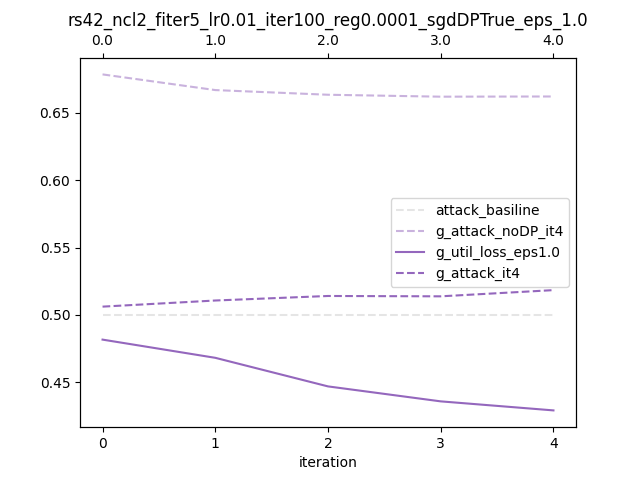 rs42_ncl2_fiter5_lr0.01_iter100_reg0.0001_sgdDPTrue_eps_1.0
0.0 1.0 2.0 3.0 4.0
0.65
0.60
0.55
0.50
0.45
attack_basiline
g_attack_noDP_it4
g_util_loss_eps1.0
g_attack_it4
0 1 2 3 4
iteration